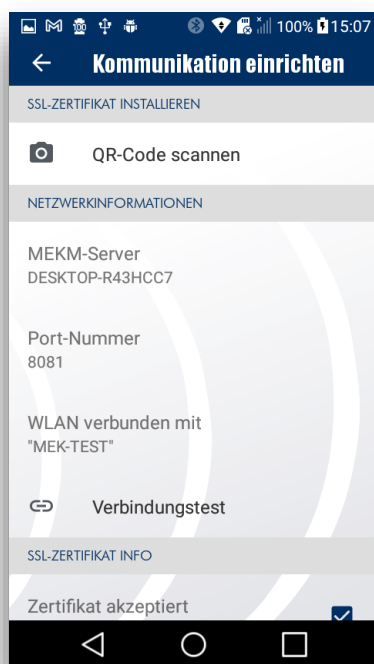 100% 15:07
Kommunikation einrichten
SSL-ZERTIFIKAT INSTALLIEREN
QR-Code scannen
NETZWERKINFORMATIONEN
MEKM-Server
DESKTOP-R43HCC7
Port-Nummer
8081
WLAN verbunden mit
"MEK-TEST"
Verbindungstest
SSL-ZERTIFIKAT INFO
Zertifikat akzeptiert